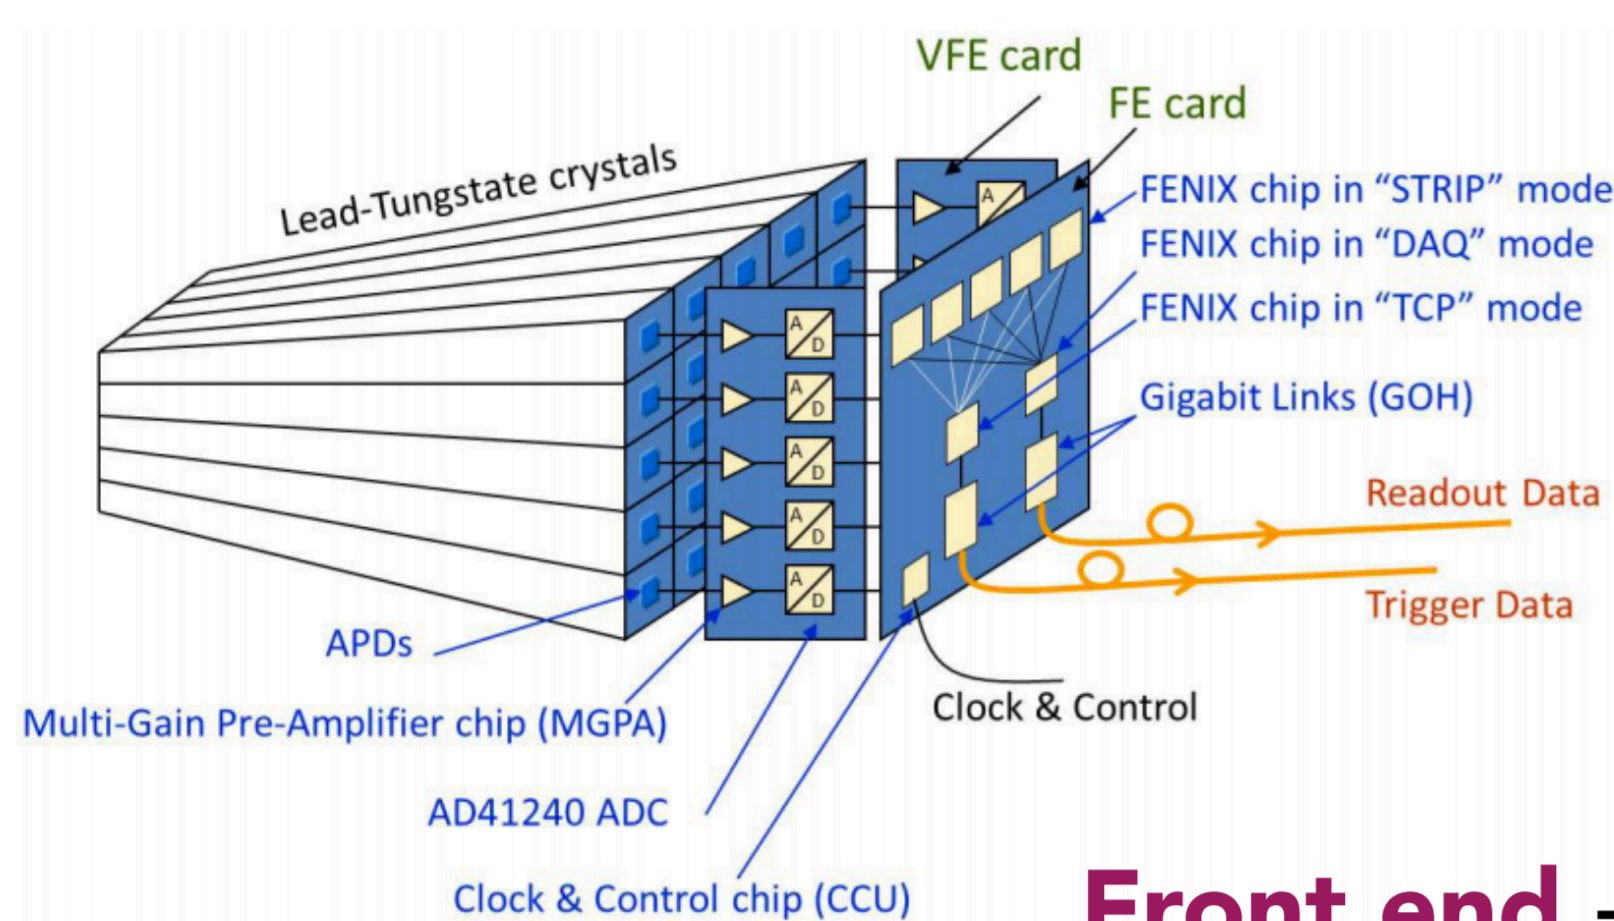 VFE card
FE card
Lead-Tungstate crystals
FENIX chip in “STRIP” mode
FENIX chip in “DAQ” mode
FENIX chip in “TCP” mode
Gigabit Links (GOH)
A
A
D
A
D
A
D
A
D
A
D
Readout Data
Trigger Data
APDs
Multi-Gain Pre-Amplifier chip (MGPA)
Clock & Control
AD41240 ADC
Clock & Control chip (CCU)
Front end